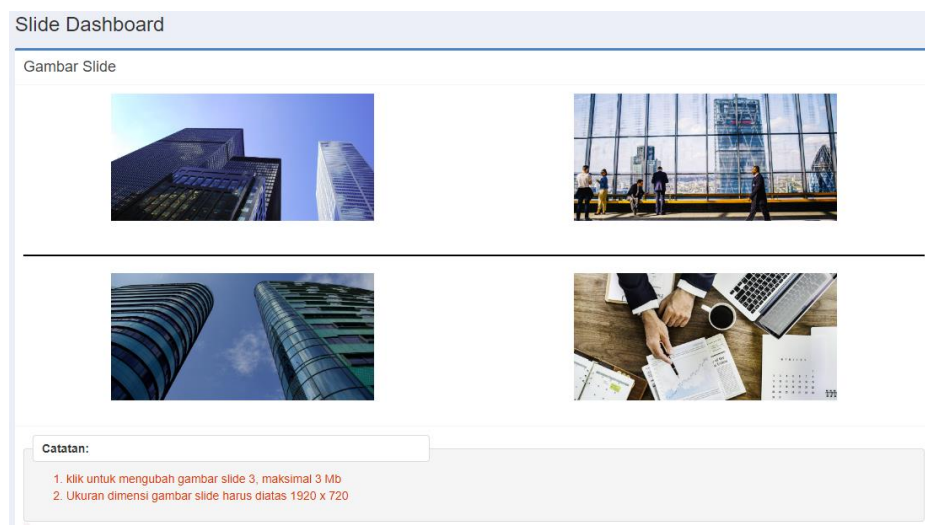 Slide Dashboard
Gambar Slide
Catatan:
1. klik untuk mengubah gambar slide 3, maksimal 3 Mb
2. Ukuran dimensi gambar slide harus diatas 1920 x 720